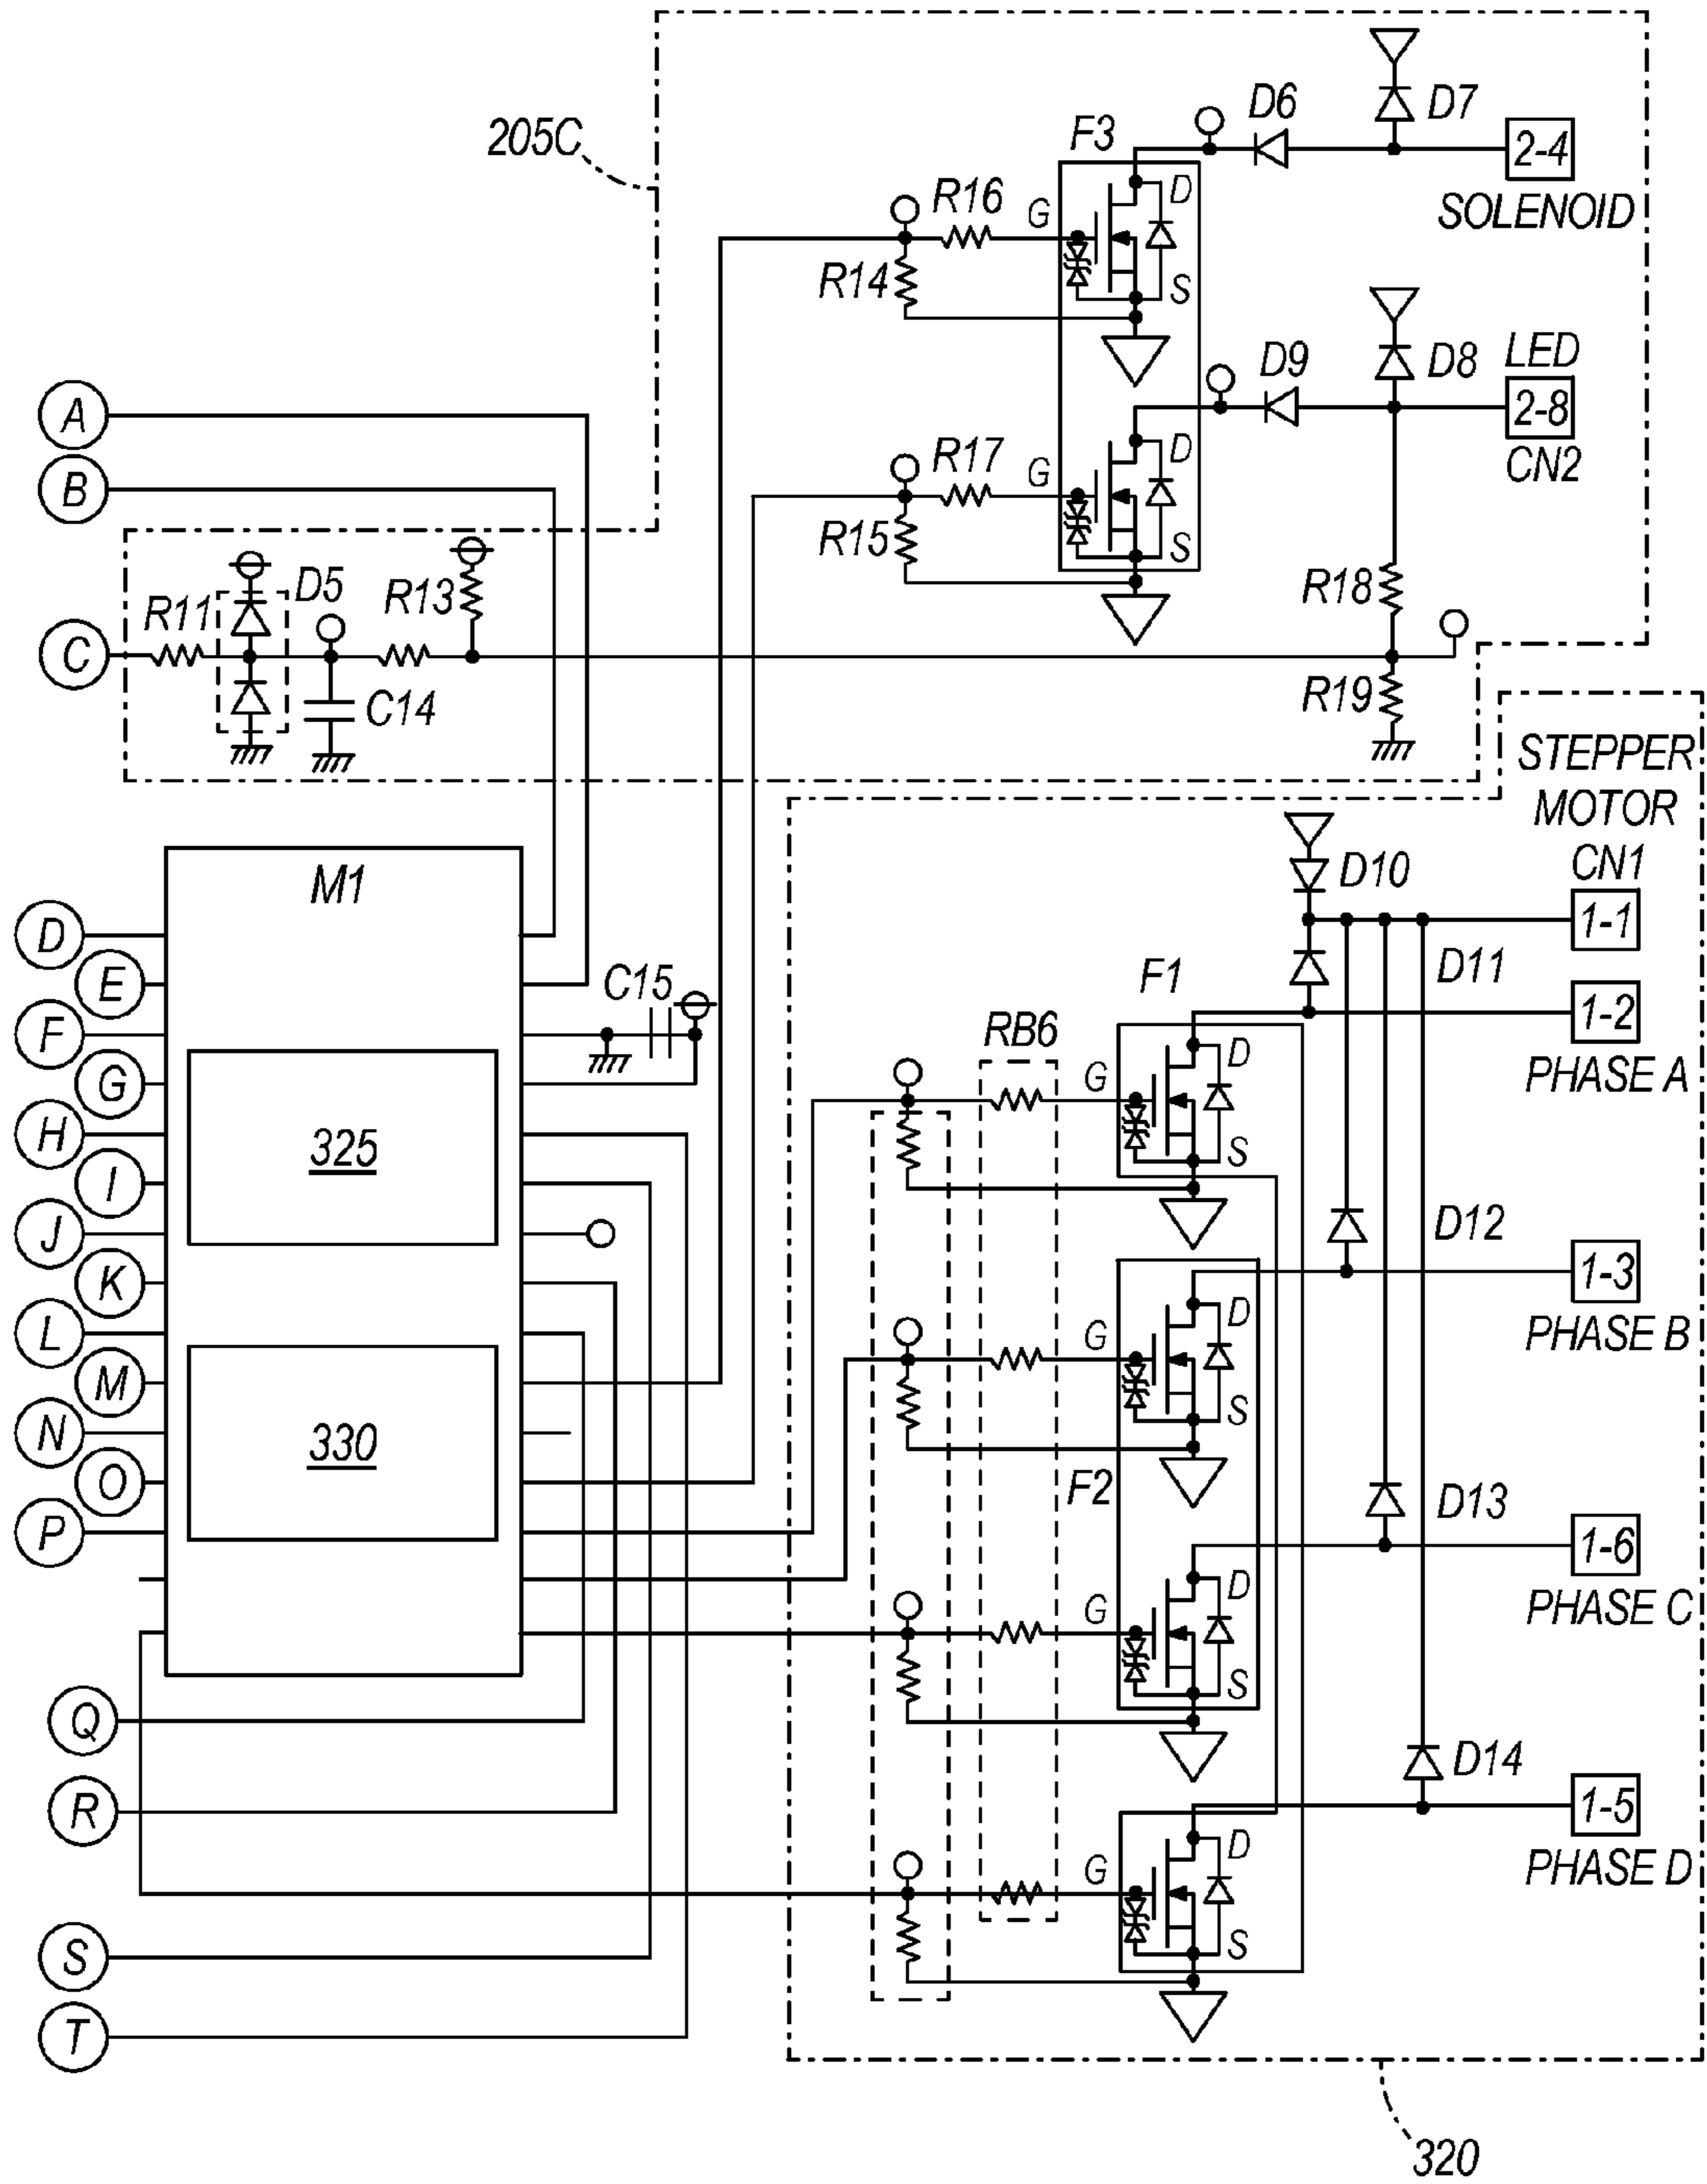 205C
F3
D6
D7
2-4
SOLENOID
R16
G
D
R14
S
D9
D8
LED
2-8
CN2
A
B
R17
G
D
R15
S
R18
R11
D5
R13
C
C14
R19
STEPPER
MOTOR
CN1
M1
D10
1-1
D
E
F
G
H
I
J
K
L
M
N
O
P
325
330
C15
F1
D11
1-2
PHASE A
RB6
G
D
S
D12
1-3
PHASE B
G
D
S
F2
D13
1-6
PHASE C
G
D
S
D14
1-5
PHASE D
G
D
S
Q
R
S
T
320